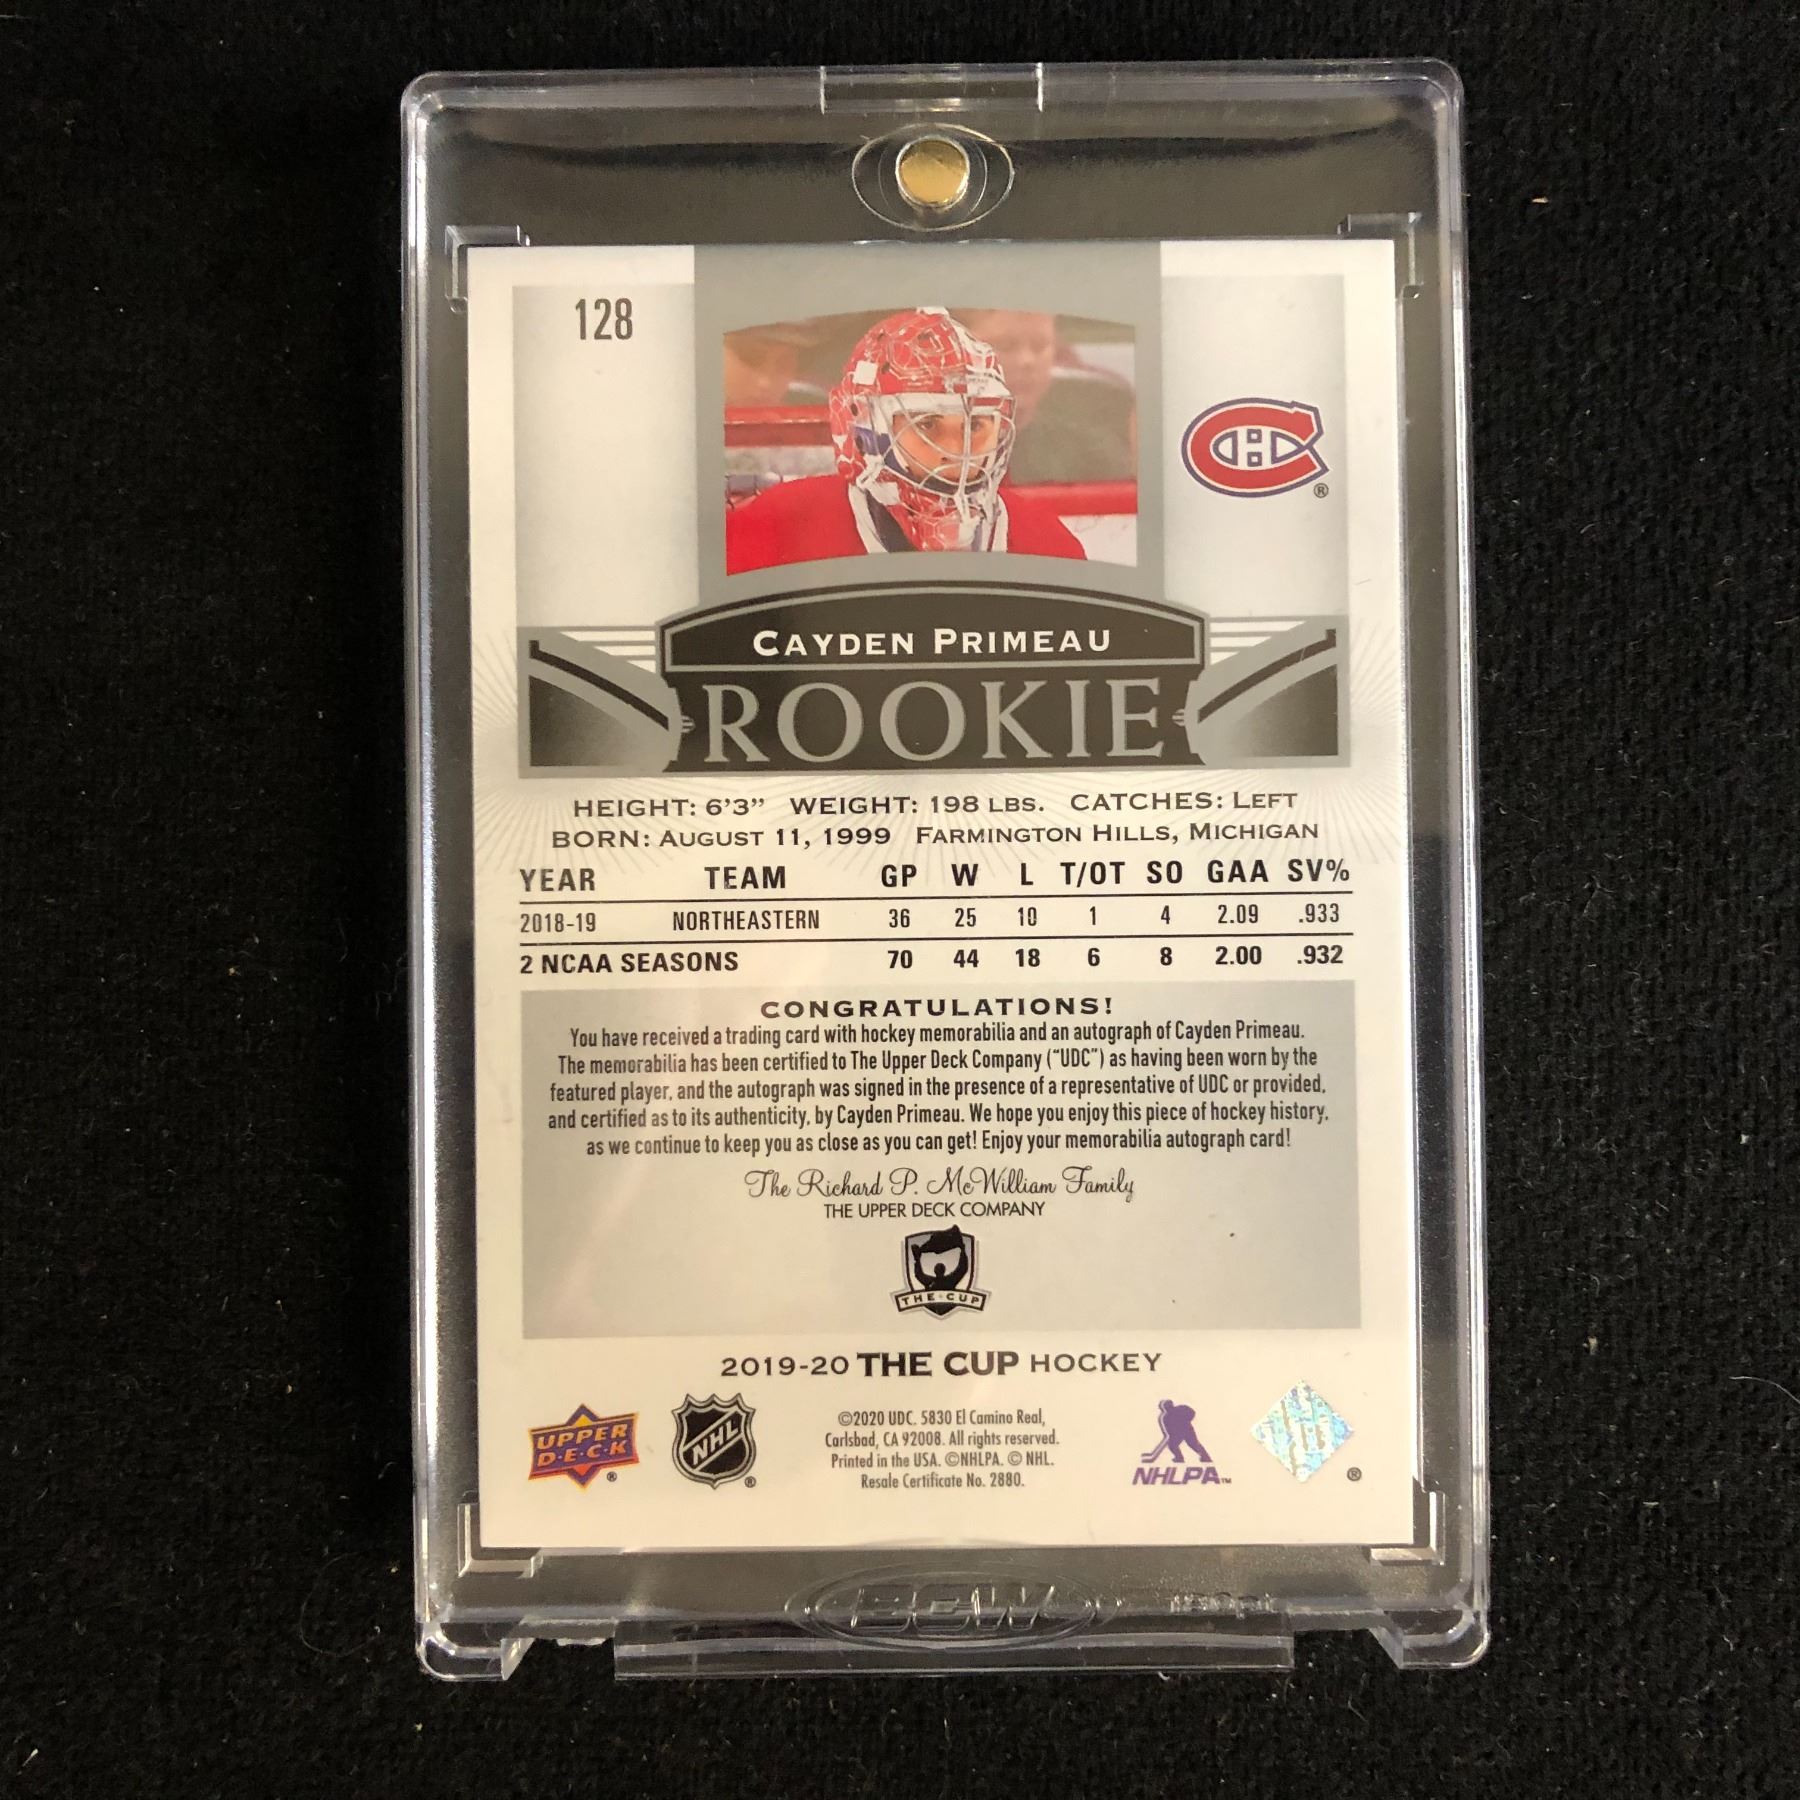 128
®
CAYDEN PRIMEAU
ROOKIE
HEIGHT: 6'3" WEIGHT: 198 LBS. CATCHES: LEFT
BORN: AUGUST 11, 1999 FARMINGTON HILLS, MICHIGAN
YEAR TEAM GP W L T/OT SO GAA SV%
2018-19 NORTHEASTERN 36 25 10 1 4 2.09 .933
2 NCAA SEASONS 70 44 18 6 8 2.00 .932
CONGRATULATIONS!
You have received a trading card with hockey memorabilia and an autograph of Cayden Primeau.
The memorabilia has been certified to The Upper Deck Company ("UDC") as having been worn by the
featured player, and the autograph was signed in the presence of a representative of UDC or provided,
and certified as to its authenticity, by Cayden Primeau. We hope you enjoy this piece of hockey history,
as we continue to keep you as close as you can get! Enjoy your memorabilia autograph card!
The Richard P. McWilliam Family
THE UPPER DECK COMPANY
THE CUP
2019-20 THE CUP HOCKEY
UPPER
D·E·C·K
®
NHL
®
©2020 UDC. 5830 El Camino Real,
Carlsbad, CA 92008. All rights reserved.
Printed in the USA. ©NHLPA. © NHL.
Resale Certificate No. 2880.
NHLPA™
®
BCW